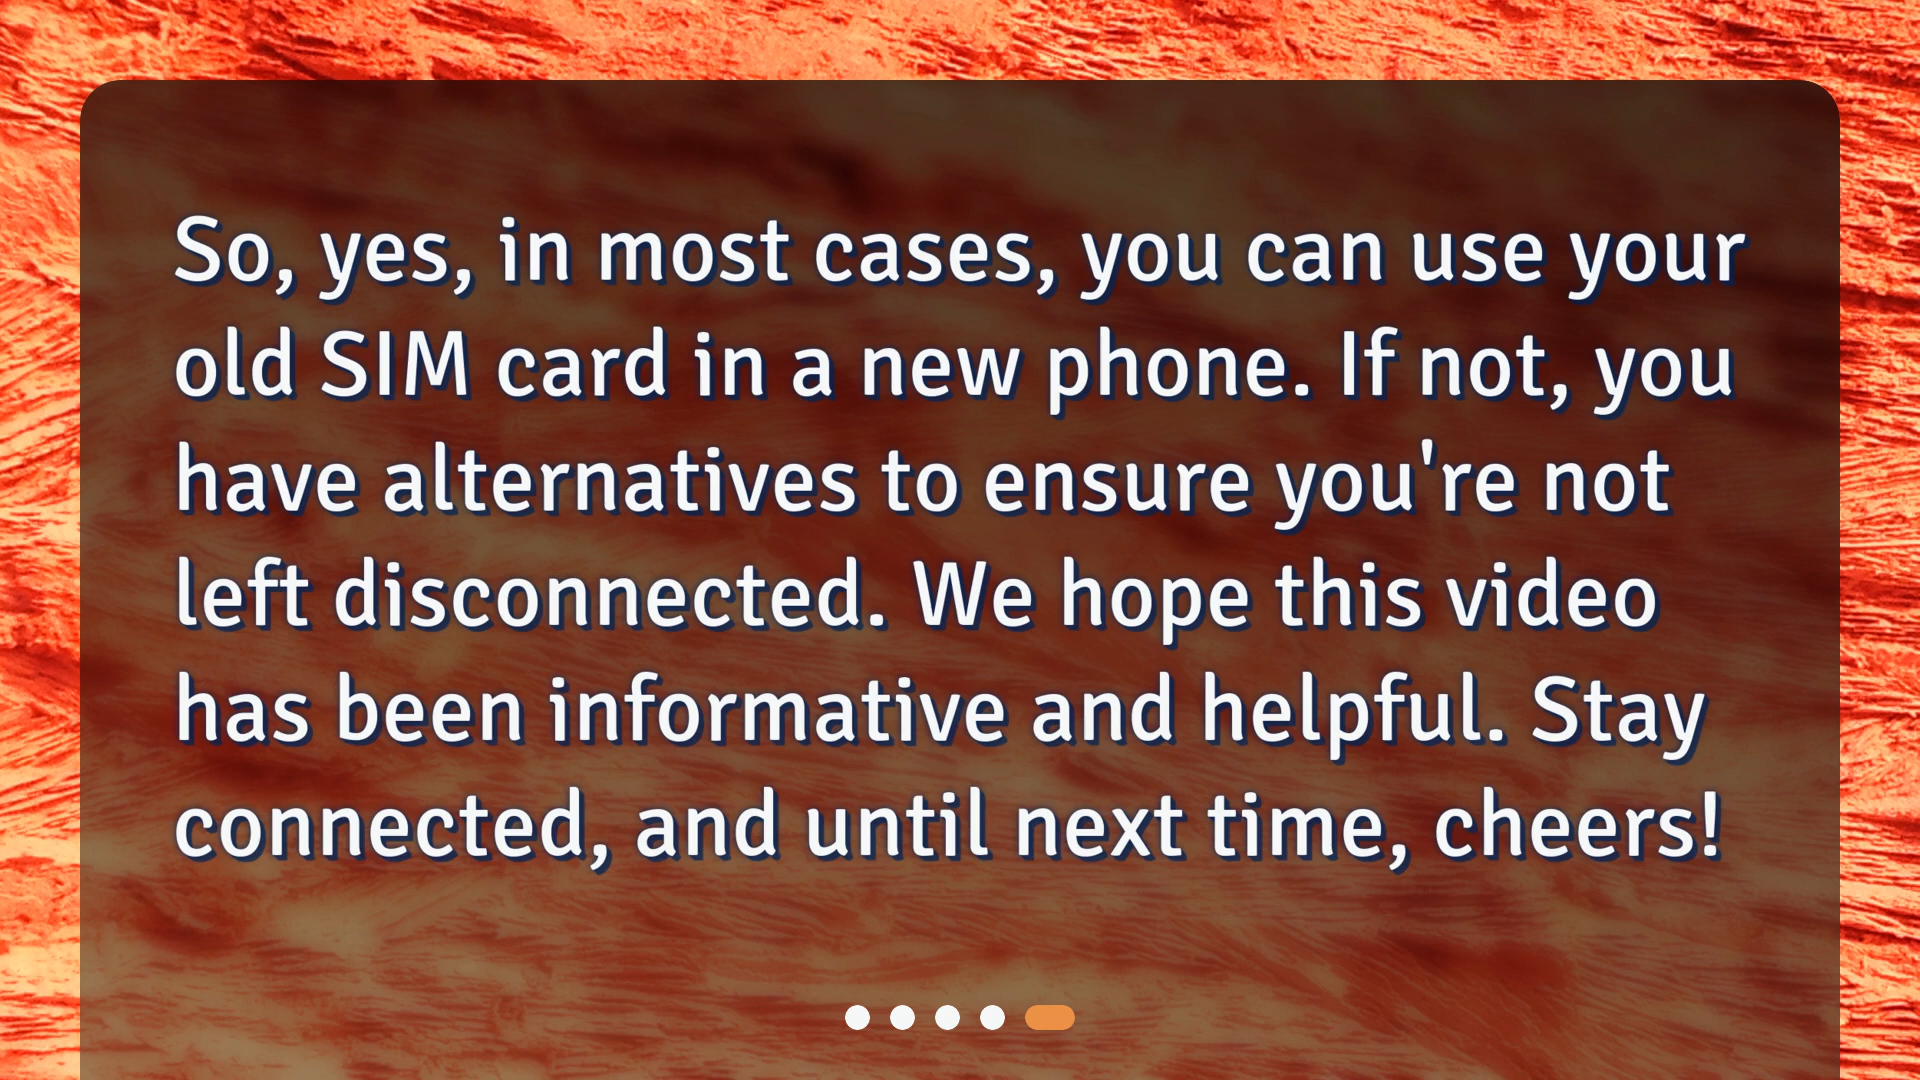 So, yes, in most cases, you can use your
old SIM card in a new phone. If not, you
have alternatives to ensure you're not
left disconnected. We hope this video
has been informative and helpful. Stay
connected, and until next time, cheers!